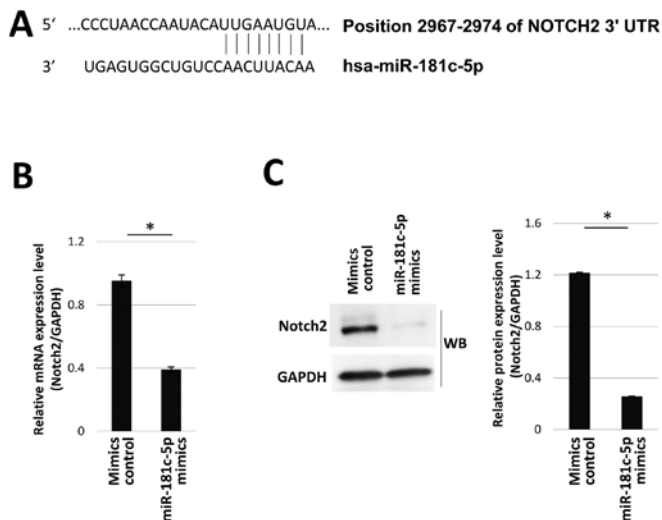 A
5' ...CCCUAACCAAUACAUUGAAUGUA... Position 2967-2974 of NOTCH2 3' UTR
3' UGAGUGGCUGUCCAACUUACAA hsa-miR-181c-5p
B
Relative mRNA expression level
(Notch2/GAPDH)
1.2
0.8
0.4
0
*
Mimics
control
miR-181c-5p
mimics
C
Mimics
control
miR-181c-5p
mimics
Notch2
GAPDH
WB
Relative protein expression level
(Notch2/GAPDH)
1.6
1.2
0.8
0.4
0
*
Mimics
control
miR-181c-5p
mimics